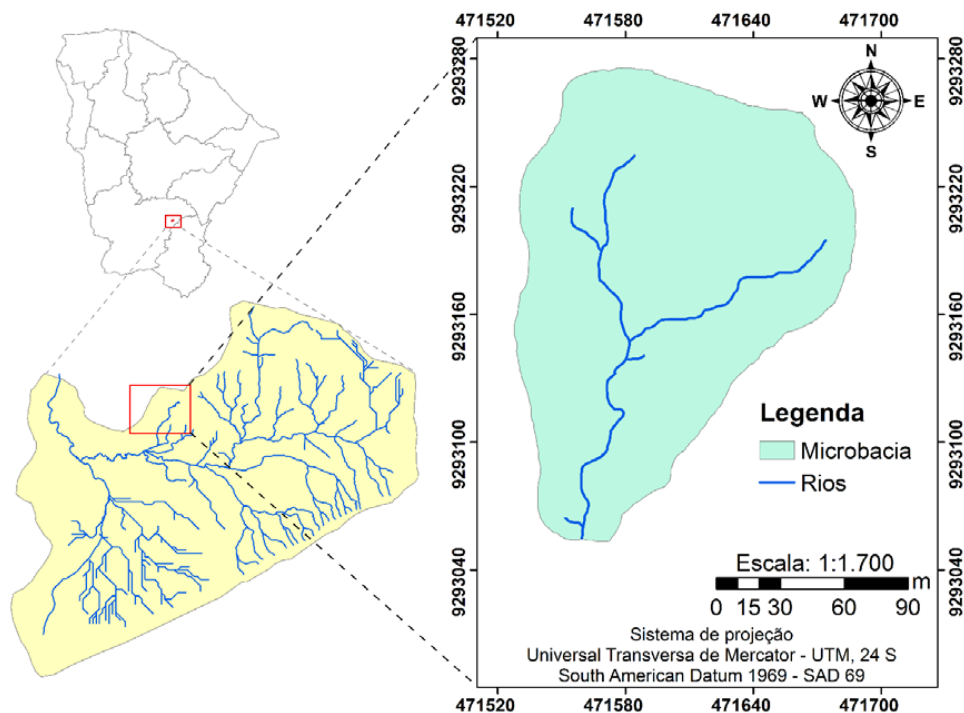 471520 471580 471640 471700
9293280
9293280
N
W E
S
9293220
9293220
9293160
9293160
Legenda
Microbacia
Rios
9293100
9293100
Escala: 1:1.700
m
0 15 30 60 90
9293040
9293040
Sistema de projeção
Universal Transversa de Mercator - UTM, 24 S
South American Datum 1969 - SAD 69
471520 471580 471640 471700